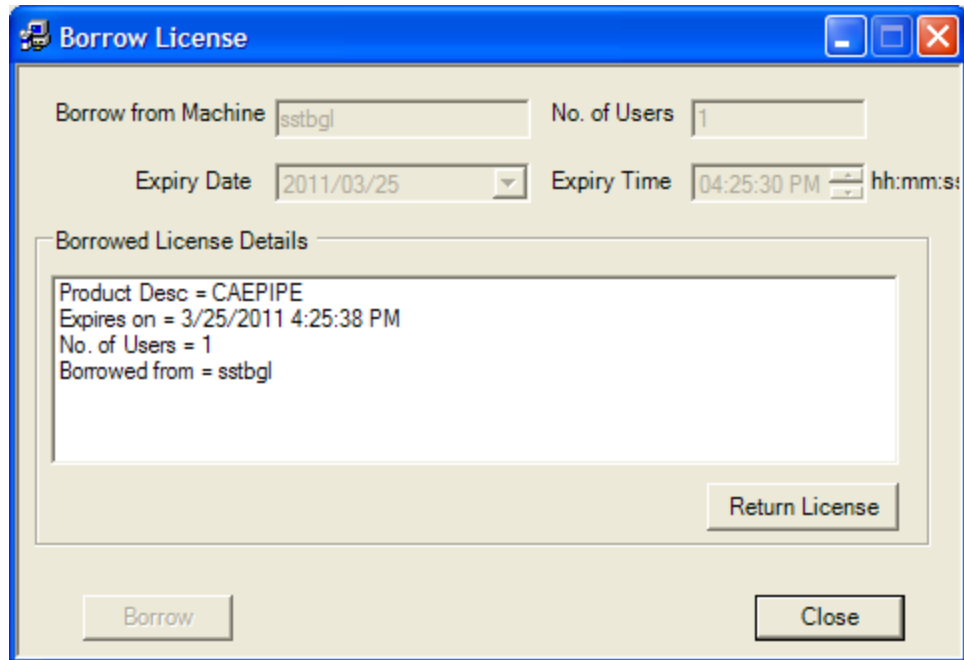 Borrow License
Borrow from Machine sstbgl No. of Users 1
Expiry Date 2011/03/25 Expiry Time 04:25:30 PM hh:mm:s
Borrowed License Details
Product Desc = CAEPIPE
Expires on = 3/25/2011 4:25:38 PM
No. of Users = 1
Borrowed from = sstbgl
Return License
Borrow Close